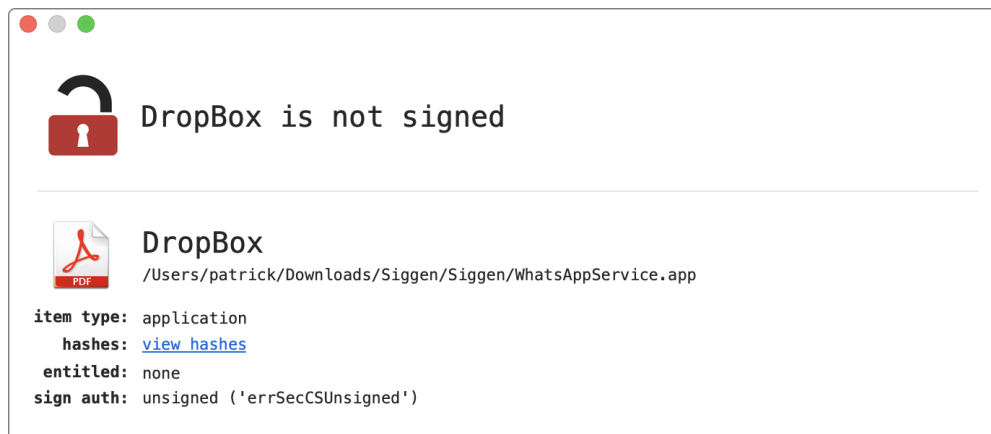 DropBox is not signed
PDF
DropBox
/Users/patrick/Downloads/Siggen/Siggen/WhatsAppService.app
item type: application
hashes: view hashes
entitled: none
sign auth: unsigned ('errSecCSUnsigned')